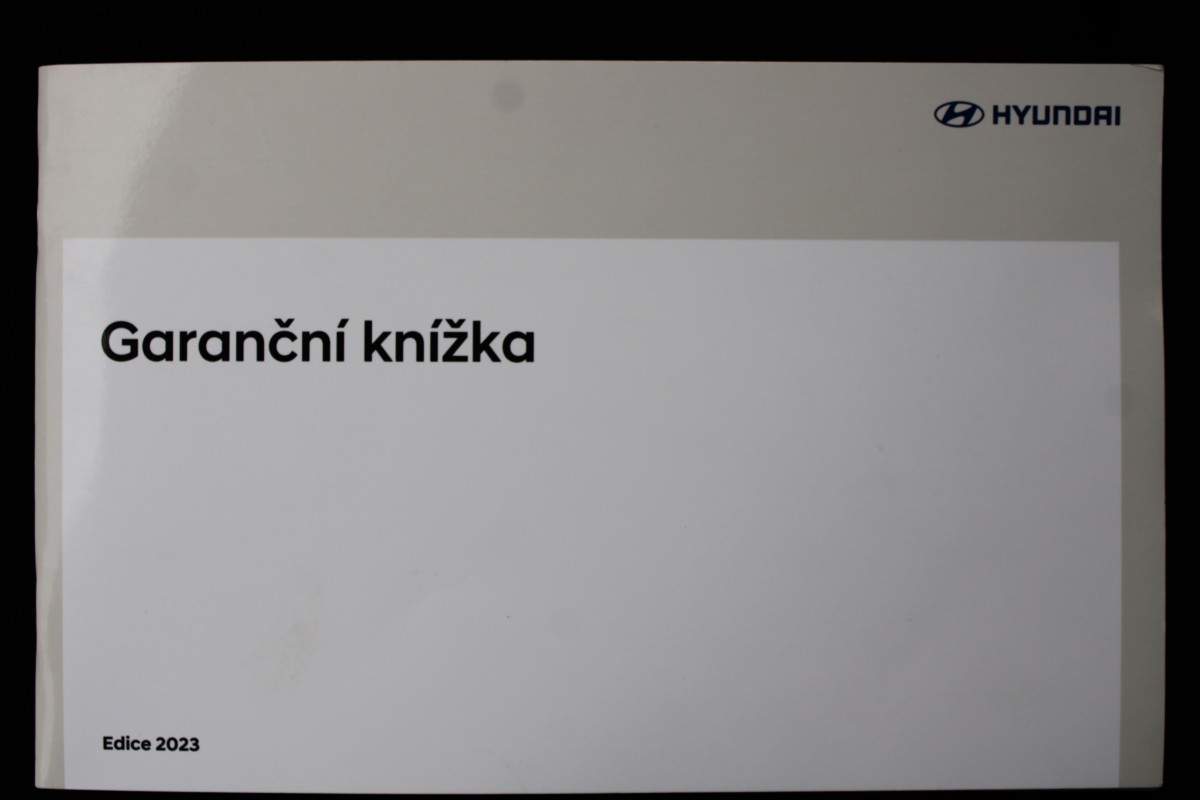 HYUNDAI
Garanční knížka
Edice 2023